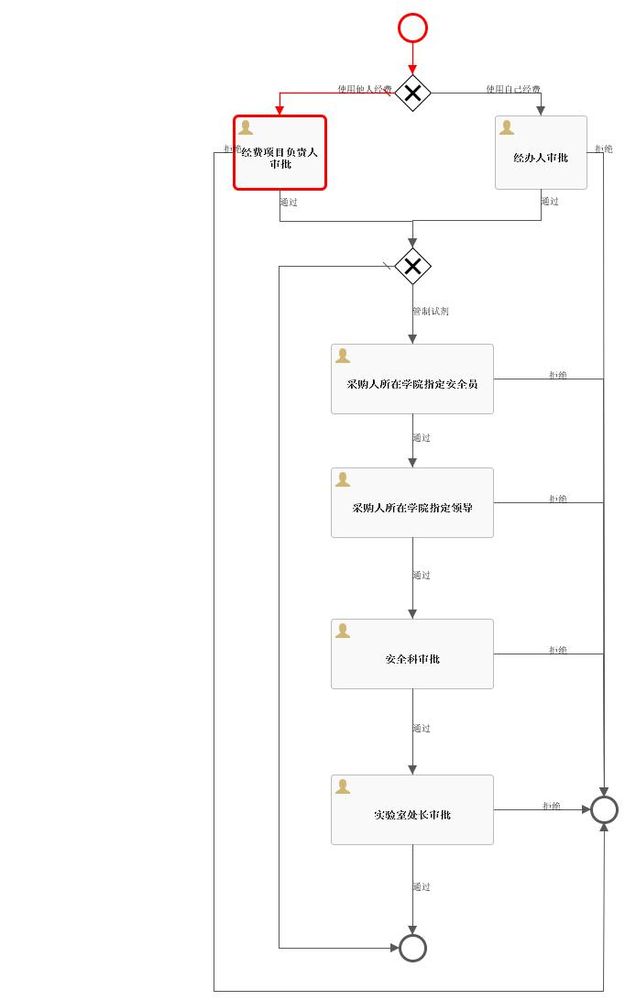 使用他人经费
使用自己经费
拒绝
经费项目负责人
审批
经办人审批
拒绝
通过
通过
管制试剂
采购人所在学院指定安全员
拒绝
通过
采购人所在学院指定领导
拒绝
通过
安全科审批
拒绝
通过
实验室处长审批
拒绝
通过